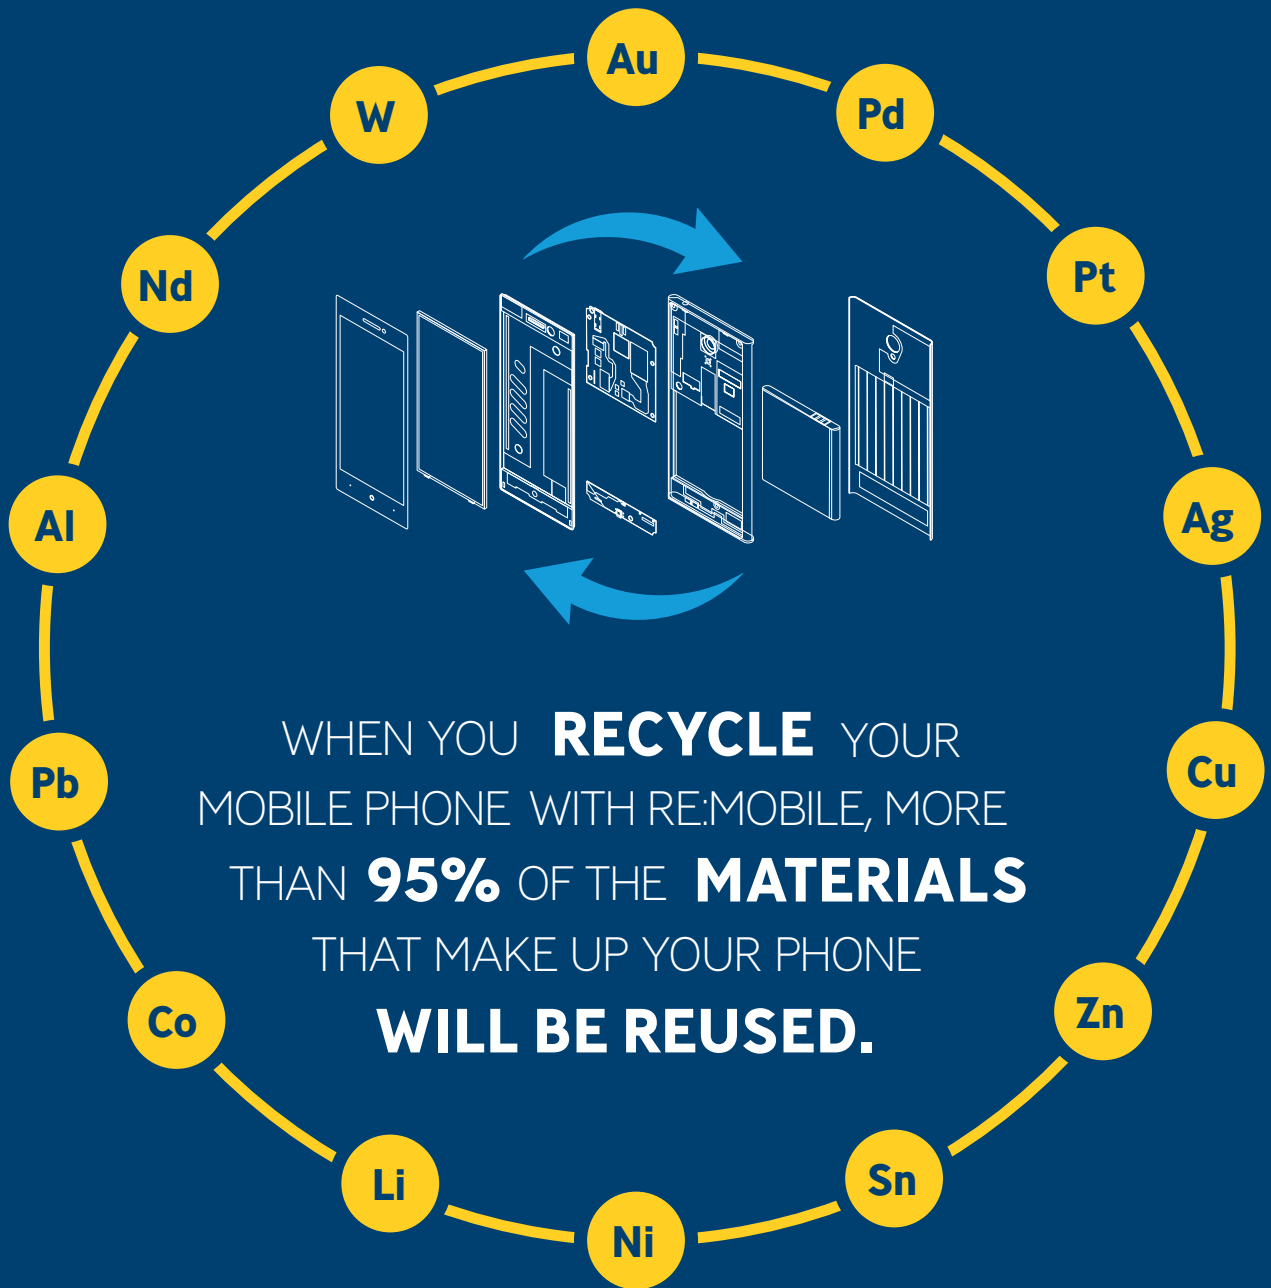 Au
W
Pd
Nd
Pt
Al
Ag
WHEN YOU RECYCLE YOUR
MOBILE PHONE WITH RE:MOBILE, MORE
THAN 95% OF THE MATERIALS
THAT MAKE UP YOUR PHONE
WILL BE REUSED.
Pb
Cu
Co
Zn
Li
Sn
Ni